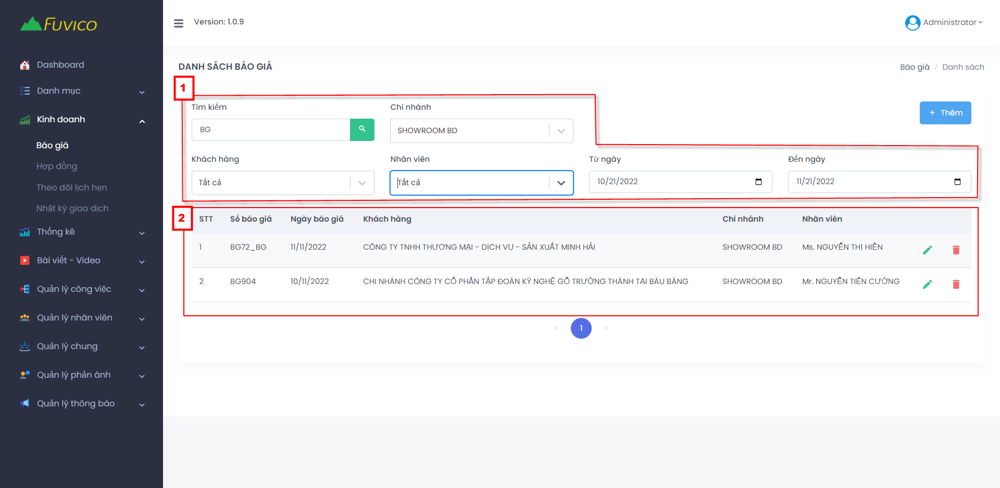 FUVICO
Version: 1.0.9
Administrator
Dashboard
Danh mục
Kinh doanh
Báo giá
Hợp đồng
Theo dõi lịch hẹn
Nhật ký giao dịch
Thống kê
Bài viết - Video
Quản lý công việc
Quản lý nhân viên
Quản lý chung
Quản lý phản ánh
Quản lý thông báo
DANH SÁCH BÁO GIÁ
Báo giá / Danh sách
1
Tìm kiếm
Chi nhánh
BG
SHOWROOM BD
+ Thêm
Khách hàng
Nhân viên
Từ ngày
Đến ngày
Tất cả
Tất cả
10/21/2022
11/21/2022
2
STT Số báo giá Ngày báo giá Khách hàng Chi nhánh Nhân viên
1 BG72_BG 11/11/2022 CÔNG TY TNHH THƯƠNG MẠI - DỊCH VỤ - SẢN XUẤT MINH HẢI SHOWROOM BD Ms. NGUYỄN THỊ HIỀN
2 BG904 10/11/2022 CHI NHÁNH CÔNG TY CỔ PHẦN TẬP ĐOÀN KỸ NGHỆ GỖ TRƯỜNG THÀNH TẠI BÀU BÀNG SHOWROOM BD Mr. NGUYỄN TIẾN CƯỜNG
< 1 >